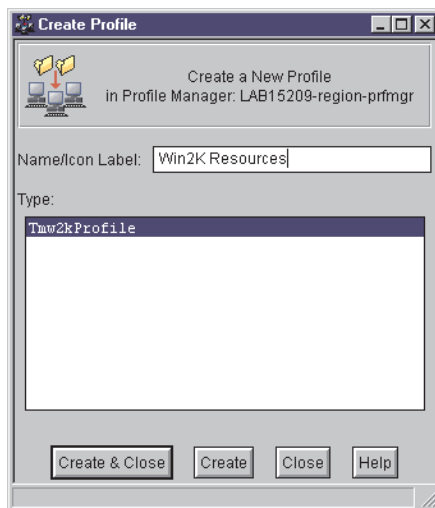 Create Profile
Create a New Profile
in Profile Manager: LAB15209-region-prfmgr
Name/Icon Label: Win2K Resources
Type:
Tmw2kProfile
Create & Close Create Close Help